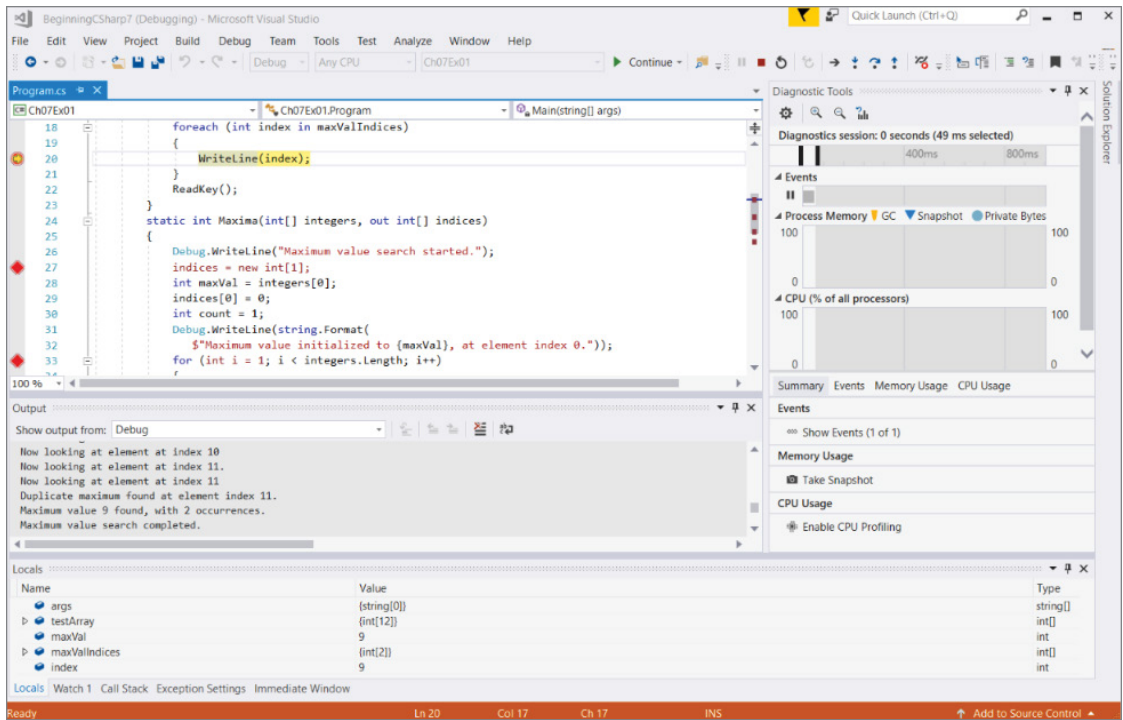 BeginningCSharp7 (Debugging) - Microsoft Visual Studio
Quick Launch (Ctrl+Q)
File Edit View Project Build Debug Team Tools Test Analyze Window Help
Debug Any CPU Ch07Ex01 Continue
Program.cs
Ch07Ex01 Ch07Ex01.Program Main(string[] args)
18 foreach (int index in maxValIndices)
19 {
20 WriteLine(index);
21 }
22 ReadKey();
23 }
24 static int Maxima(int[] integers, out int[] indices)
25 {
26 Debug.WriteLine("Maximum value search started.");
27 indices = new int[1];
28 int maxVal = integers[0];
29 indices[0] = 0;
30 int count = 1;
31 Debug.WriteLine(string.Format(
32 $"Maximum value initialized to {maxVal}, at element index 0."));
33 for (int i = 1; i < integers.Length; i++)
34 {
100 %
Diagnostic Tools
Diagnostics session: 0 seconds (49 ms selected)
400ms 800ms
Events
Process Memory GC Snapshot Private Bytes
100 100
0 0
CPU (% of all processors)
100 100
0 0
Summary Events Memory Usage CPU Usage
Events
Show Events (1 of 1)
Memory Usage
Take Snapshot
CPU Usage
Enable CPU Profiling
Solution Explorer
Output
Show output from: Debug
Now looking at element at index 10
Now looking at element at index 11.
Now looking at element at index 11
Duplicate maximum found at element index 11.
Maximum value 9 found, with 2 occurrences.
Maximum value search completed.
Locals
Name Value Type
args {string[0]} string[]
testArray {int[12]} int[]
maxVal 9 int
maxValIndices {int[2]} int[]
index 9 int
Locals Watch 1 Call Stack Exception Settings Immediate Window
Ready Ln 20 Col 17 Ch 17 INS Add to Source Control